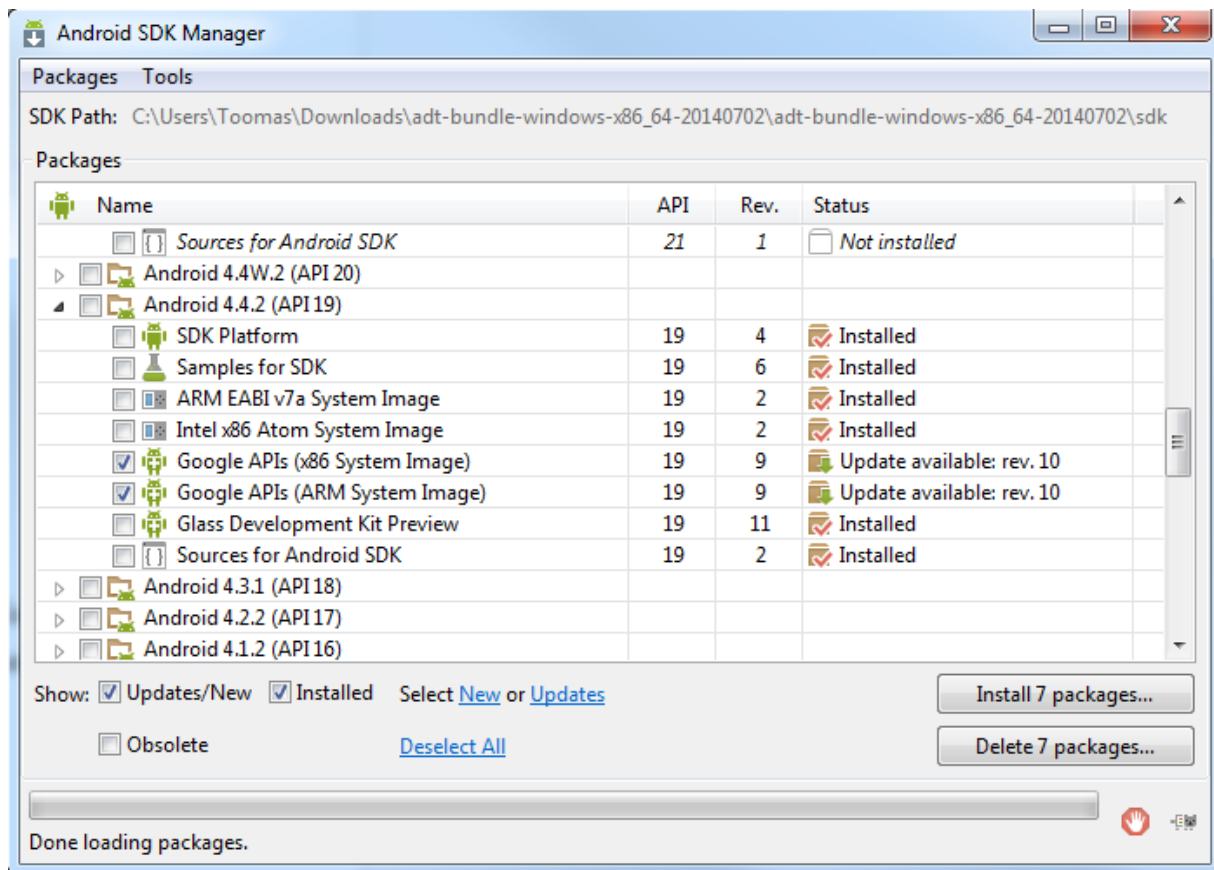 Android SDK Manager
Packages Tools
SDK Path: C:\Users\Toomas\Downloads\adt-bundle-windows-x86_64-20140702\adt-bundle-windows-x86_64-20140702\sdk
Packages
Name API Rev. Status
Sources for Android SDK 21 1 Not installed
Android 4.4W.2 (API 20)
Android 4.4.2 (API 19)
SDK Platform 19 4 Installed
Samples for SDK 19 6 Installed
ARM EABI v7a System Image 19 2 Installed
Intel x86 Atom System Image 19 2 Installed
Google APIs (x86 System Image) 19 9 Update available: rev. 10
Google APIs (ARM System Image) 19 9 Update available: rev. 10
Glass Development Kit Preview 19 11 Installed
Sources for Android SDK 19 2 Installed
Android 4.3.1 (API 18)
Android 4.2.2 (API 17)
Android 4.1.2 (API 16)
Show: Updates/New Installed Select New or Updates Install 7 packages...
Obsolete Deselect All Delete 7 packages...
Done loading packages.